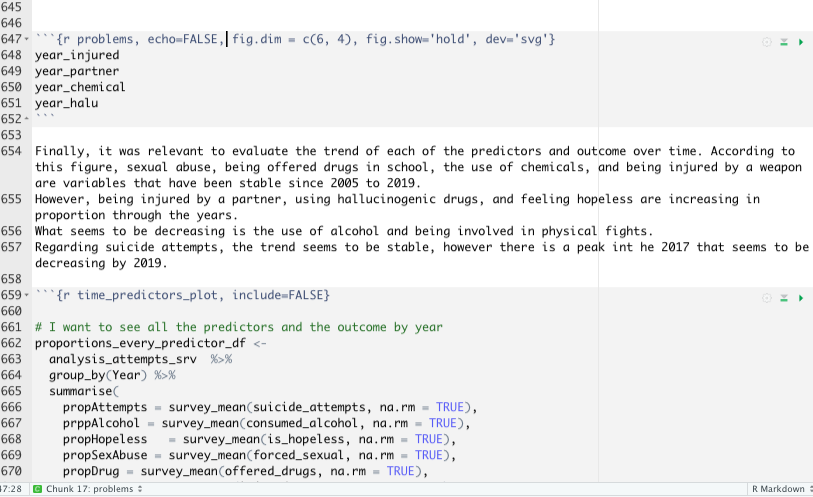 645
646
647 ```{r problems, echo=FALSE, fig.dim = c(6, 4), fig.show='hold', dev='svg'}
648 year_injured
649 year_partner
650 year_chemical
651 year_halu
652 ```
653
654 Finally, it was relevant to evaluate the trend of each of the predictors and outcome over time. According to
this figure, sexual abuse, being offered drugs in school, the use of chemicals, and being injured by a weapon
are variables that have been stable since 2005 to 2019.
655 However, being injured by a partner, using hallucinogenic drugs, and feeling hopeless are increasing in
proportion through the years.
656 What seems to be decreasing is the use of alcohol and being involved in physical fights.
657 Regarding suicide attempts, the trend seems to be stable, however there is a peak int he 2017 that seems to be
decreasing by 2019.
658
659 ```{r time_predictors_plot, include=FALSE}
660
661 # I want to see all the predictors and the outcome by year
662 proportions_every_predictor_df <-
663 analysis_attempts_srv %>%
664 group_by(Year) %>%
665 summarise(
666 propAttempts = survey_mean(suicide_attempts, na.rm = TRUE),
667 prppAlcohol = survey_mean(consumed_alcohol, na.rm = TRUE),
668 propHopeless = survey_mean(is_hopeless, na.rm = TRUE),
669 propSexAbuse = survey_mean(forced_sexual, na.rm = TRUE),
670 propDrug = survey_mean(offered_drugs, na.rm = TRUE),
47:28 Chunk 17: problems R Markdown